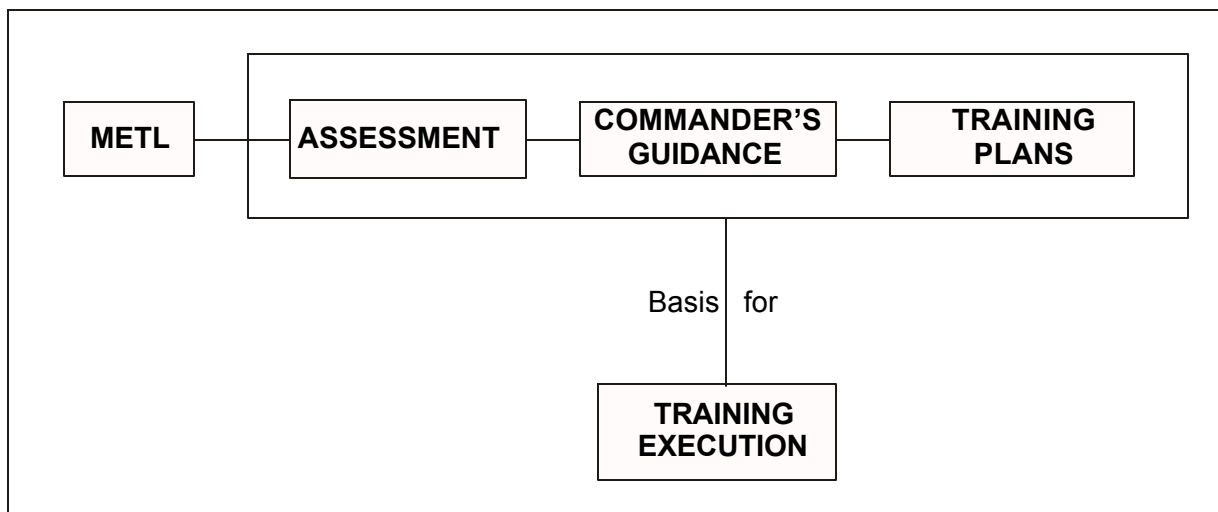 METL
ASSESSMENT
COMMANDER’S
GUIDANCE
TRAINING
PLANS
Basis for
TRAINING
EXECUTION